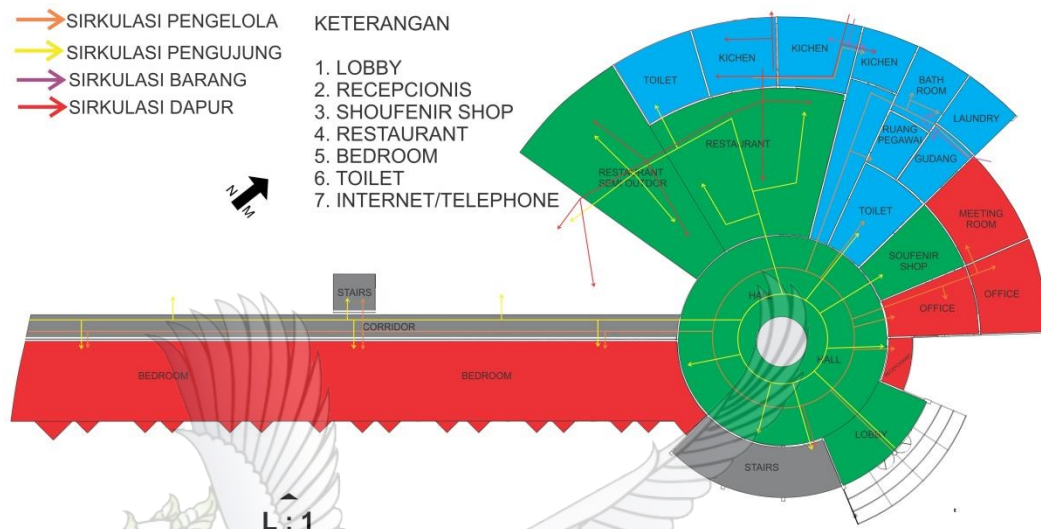 SIRKULASI PENGELOLA
SIRKULASI PENGUJUNG
SIRKULASI BARANG
SIRKULASI DAPUR
KETERANGAN
1. LOBBY
2. RECEPCIONIS
3. SHOUFENIR SHOP
4. RESTAURANT
5. BEDROOM
6. TOILET
7. INTERNET/TELEPHONE
N
M
TOILET
KICHEN
KICHEN
KICHEN
BATH
ROOM
LAUNDRY
RUANG
PEGAWAI
GUDANG
RESTAURANT
RESTAURANT
SEMI OUTDOR
TOILET
MEETING
ROOM
SOUFENIR
SHOP
OFFICE
OFFICE
STAIRS
CORRIDOR
BEDROOM
BEDROOM
HALL
LOBBY
STAIRS
L : 1